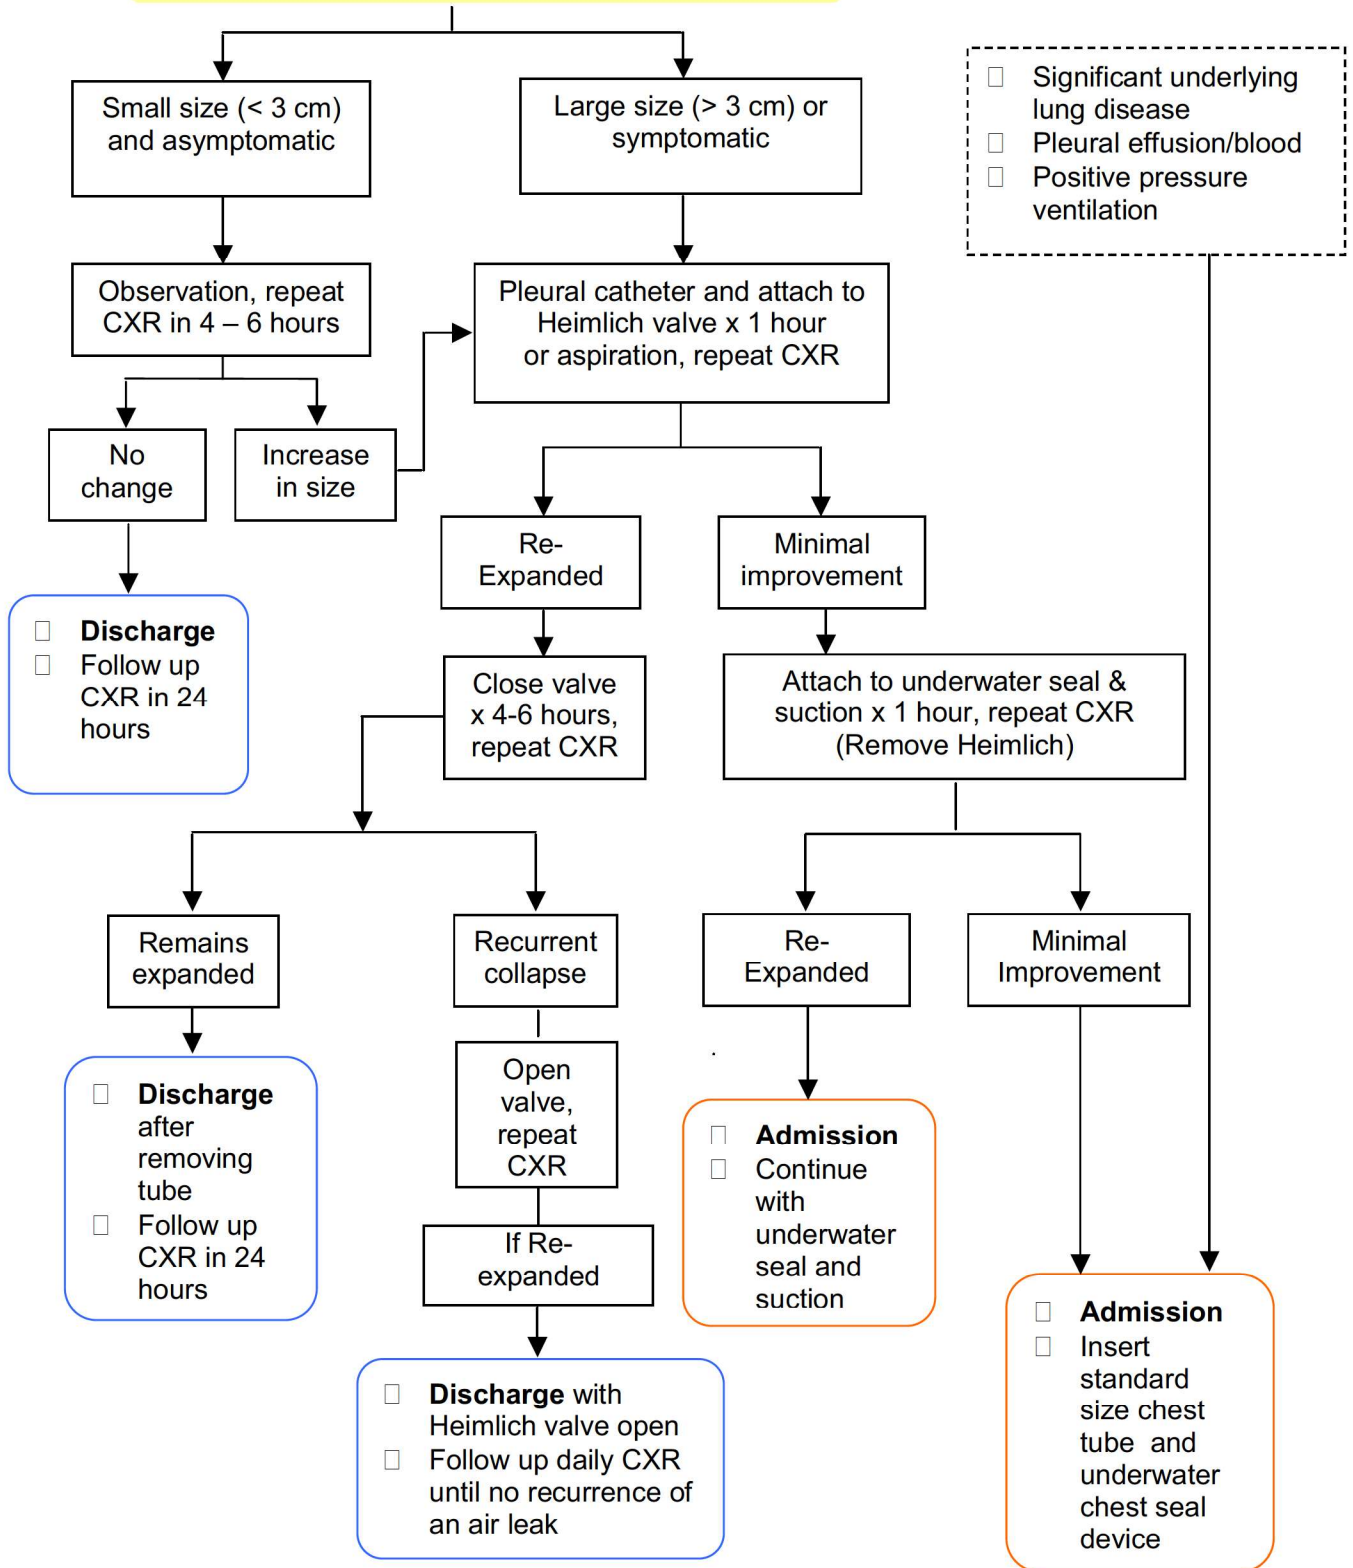 Small size (< 3 cm)
and asymptomatic
Large size (> 3 cm) or
symptomatic
Significant underlying
lung disease
Pleural effusion/blood
Positive pressure
ventilation
Observation, repeat
CXR in 4 – 6 hours
Pleural catheter and attach to
Heimlich valve x 1 hour
or aspiration, repeat CXR
No
change
Increase
in size
Re-
Expanded
Minimal
improvement
Discharge
Follow up
CXR in 24
hours
Close valve
x 4-6 hours,
repeat CXR
Attach to underwater seal &
suction x 1 hour, repeat CXR
(Remove Heimlich)
Remains
expanded
Recurrent
collapse
Re-
Expanded
Minimal
Improvement
Discharge
after
removing
tube
Follow up
CXR in 24
hours
Open
valve,
repeat
CXR
If Re-
expanded
Admission
Continue
with
underwater
seal and
suction
Discharge with
Heimlich valve open
Follow up daily CXR
until no recurrence of
an air leak
Admission
Insert
standard
size chest
tube and
underwater
chest seal
device